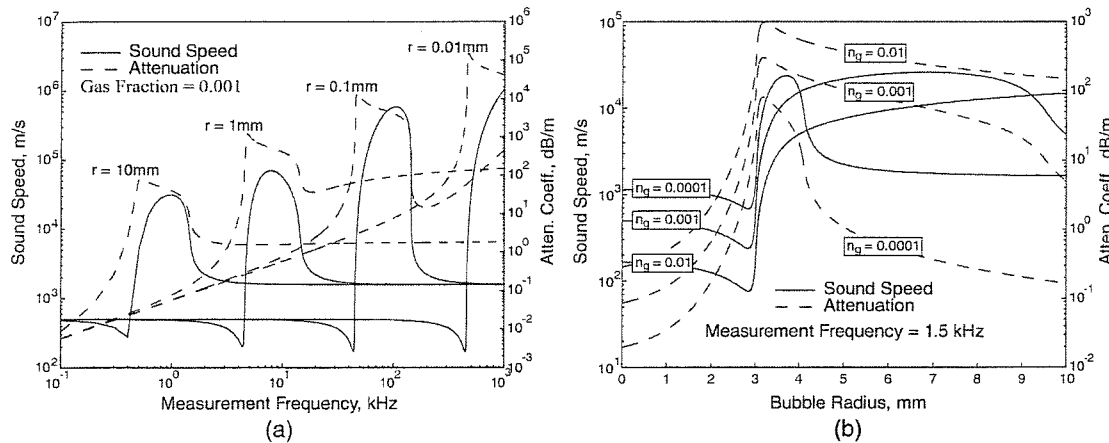 10^7
10^6
10^5
10^4
10^3
10^2
Sound Speed, m/s
Sound Speed
Attenuation
Gas Fraction = 0.001
r = 10mm
r = 1mm
r = 0.1mm
r = 0.01mm
10^6
10^5
10^4
10^3
10^2
10^1
10^0
10^-1
10^-2
10^-3
Atten. Coeff., dB/m
10^-1
10^0
10^1
10^2
10^3
Measurement Frequency, kHz
(a)
10^5
10^4
10^3
10^2
10^1
Sound Speed, m/s
n_g = 0.01
n_g = 0.001
n_g = 0.0001
n_g = 0.001
n_g = 0.01
n_g = 0.0001
Sound Speed
Attenuation
Measurement Frequency = 1.5 kHz
10^3
10^2
10^1
10^0
10^-1
10^-2
Atten. Coeff., dB/m
0 1 2 3 4 5 6 7 8 9 10
Bubble Radius, mm
(b)